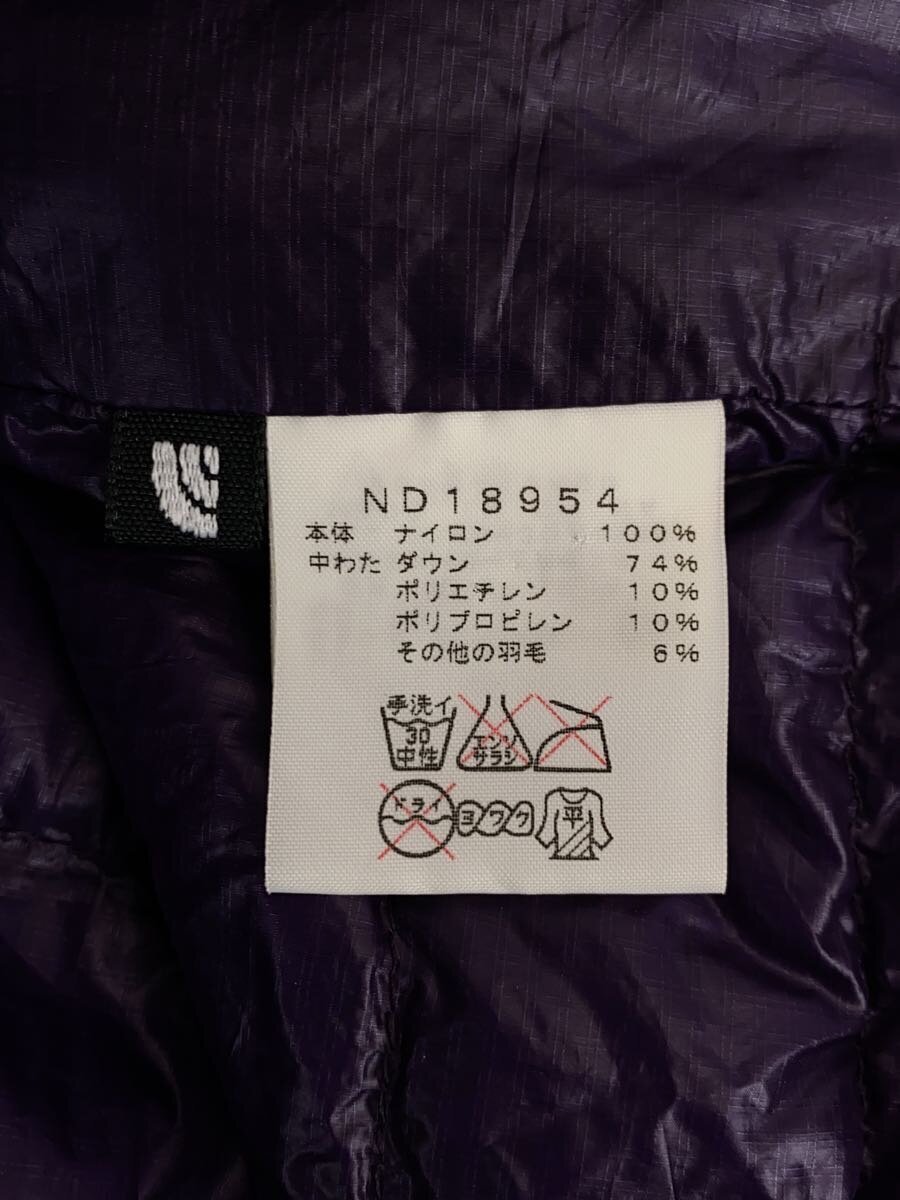 ND18954
本体 ナイロン 100%
中わた ダウン 74%
ポリエチレン 10%
ポリプロピレン 10%
その他の羽毛 6%
手洗イ
30
中性
エンソ
サラシ
ドライ
ヨワク
平